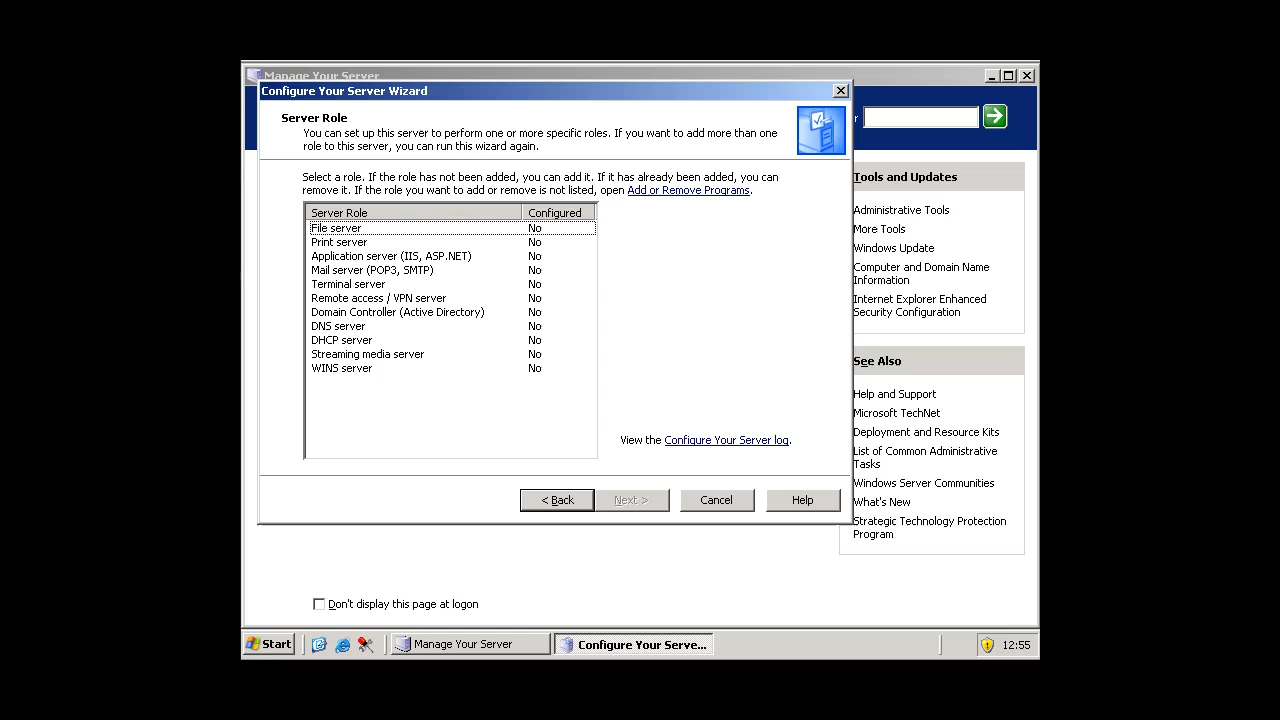 Manage Your Server
Configure Your Server Wizard
Server Role
You can set up this server to perform one or more specific roles. If you want to add more than one
role to this server, you can run this wizard again.
Select a role. If the role has not been added, you can add it. If it has already been added, you can
remove it. If the role you want to add or remove is not listed, open Add or Remove Programs.
Server Role Configured
File server No
Print server No
Application server (IIS, ASP.NET) No
Mail server (POP3, SMTP) No
Terminal server No
Remote access / VPN server No
Domain Controller (Active Directory) No
DNS server No
DHCP server No
Streaming media server No
WINS server No
View the Configure Your Server log.
< Back
Next >
Cancel
Help
r
Tools and Updates
Administrative Tools
More Tools
Windows Update
Computer and Domain Name
Information
Internet Explorer Enhanced
Security Configuration
See Also
Help and Support
Microsoft TechNet
Deployment and Resource Kits
List of Common Administrative
Tasks
Windows Server Communities
What's New
Strategic Technology Protection
Program
Don't display this page at logon
Start
Manage Your Server
Configure Your Serve...
12:55